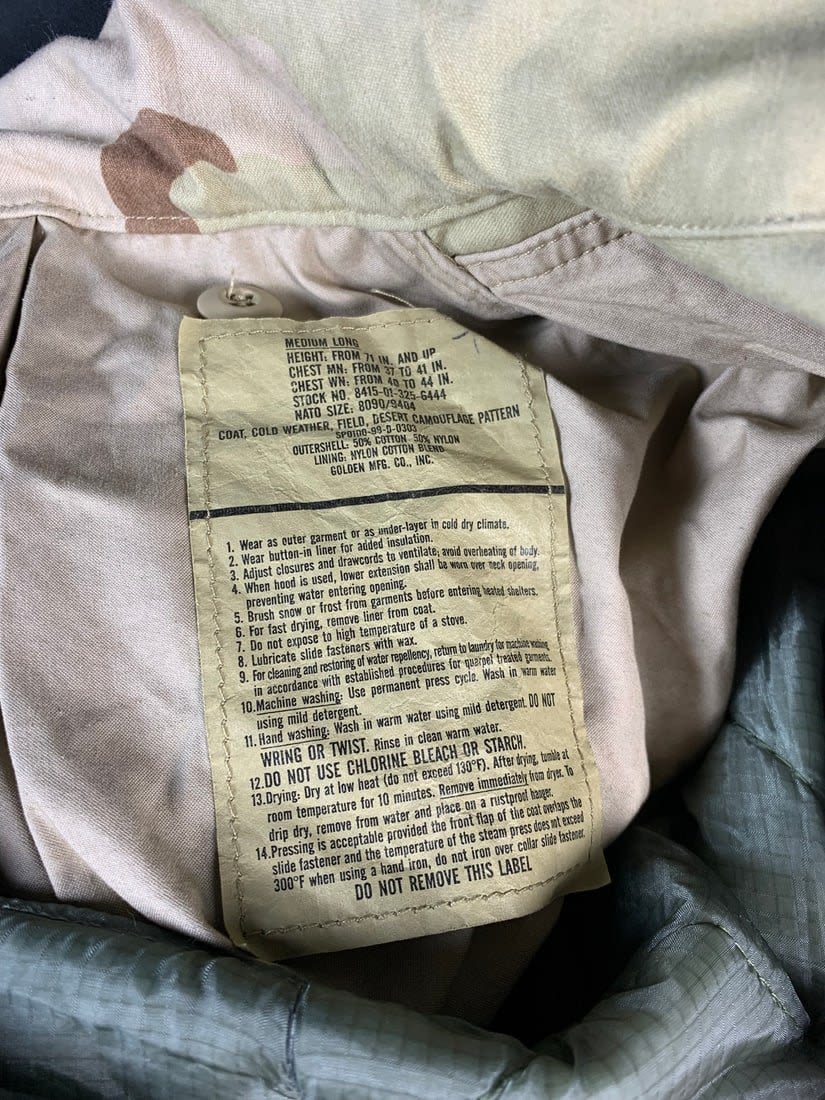 MEDIUM LONG
HEIGHT: FROM 71 IN. AND UP
CHEST MN: FROM 37 TO 41 IN.
CHEST WN: FROM 40 TO 44 IN.
STOCK NO. 8415-01-325-6444
NATO SIZE: 8090/9404
COAT, COLD WEATHER, FIELD, DESERT CAMOUFLAGE PATTERN
SPO100-99-D-0303
OUTERSHELL: 50% COTTON 50% NYLON
LINING: NYLON COTTON BLEND
GOLDEN MFG. CO., INC.
1. Wear as outer garment or as under-layer in cold dry climate.
2. Wear button-in liner for added insulation.
3. Adjust closures and drawcords to ventilate; avoid overheating of body.
4. When hood is used, lower extension shall be worn over neck opening,
preventing water entering opening.
5. Brush snow or frost from garments before entering heated shelters.
6. For fast drying, remove liner from coat.
7. Do not expose to high temperature of a stove.
8. Lubricate slide fasteners with wax.
9. For cleaning and restoring of water repellency, return to laundry for machine washing
in accordance with established procedures for quarpel treated garments.
10.Machine washing: Use permanent press cycle. Wash in warm water
using mild detergent.
11. Hand washing: Wash in warm water using mild detergent. DO NOT
WRING OR TWIST. Rinse in clean warm water.
12.DO NOT USE CHLORINE BLEACH OR STARCH.
13.Drying: Dry at low heat (do not exceed 130°F). After drying, tumble at
room temperature for 10 minutes. Remove immediately from dryer. To
drip dry, remove from water and place on a rustproof hanger.
14.Pressing is acceptable provided the front flap of the coat overlaps the
slide fastener and the temperature of the steam press does not exceed
300°F when using a hand iron, do not iron over collar slide fastener.
DO NOT REMOVE THIS LABEL